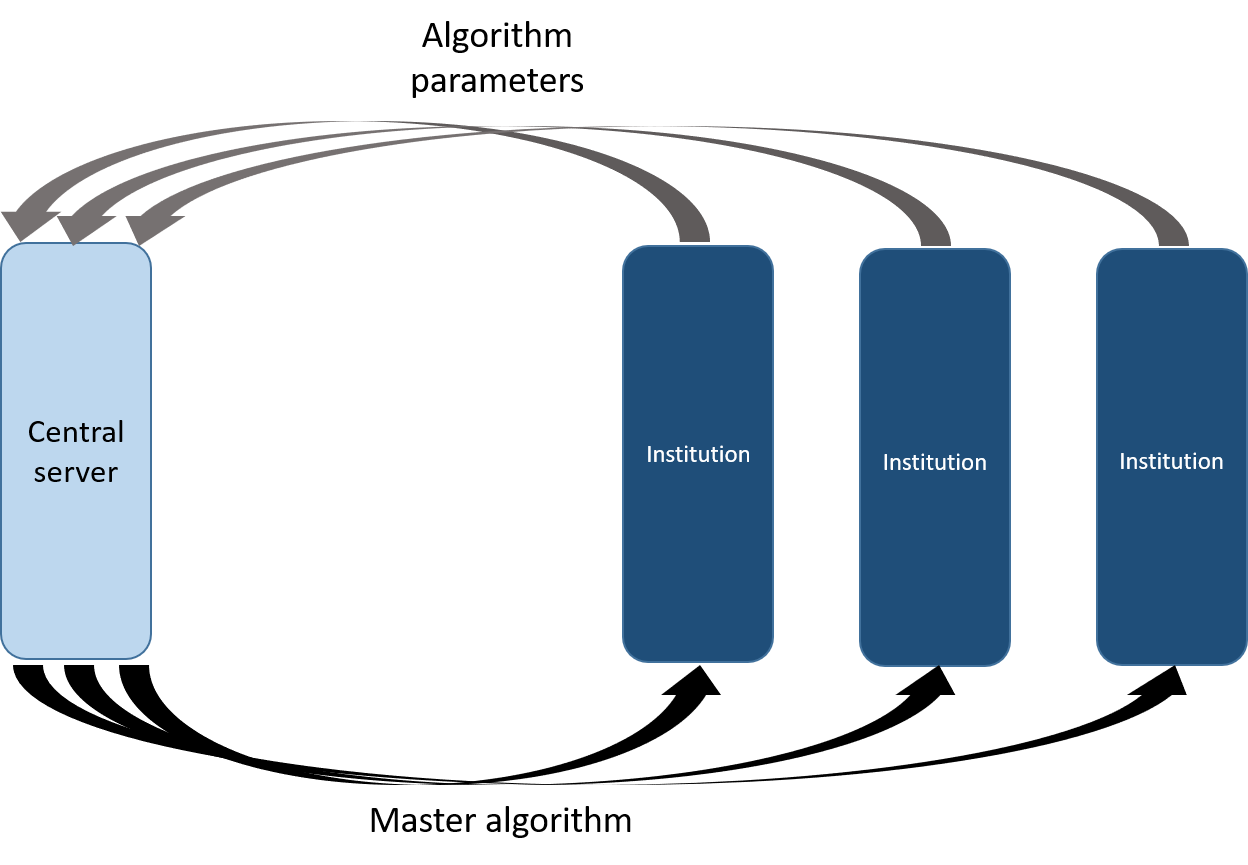 Algorithm
parameters
Central
server
Institution
Institution
Institution
Master algorithm